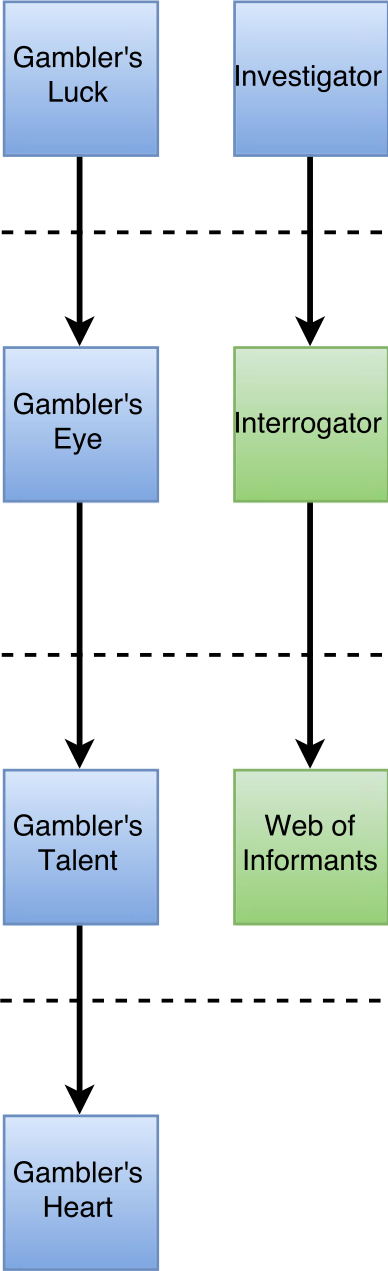 Gambler's
Luck
Investigator
Gambler's
Eye
Interrogator
Gambler's
Talent
Web of
Informants
Gambler's
Heart